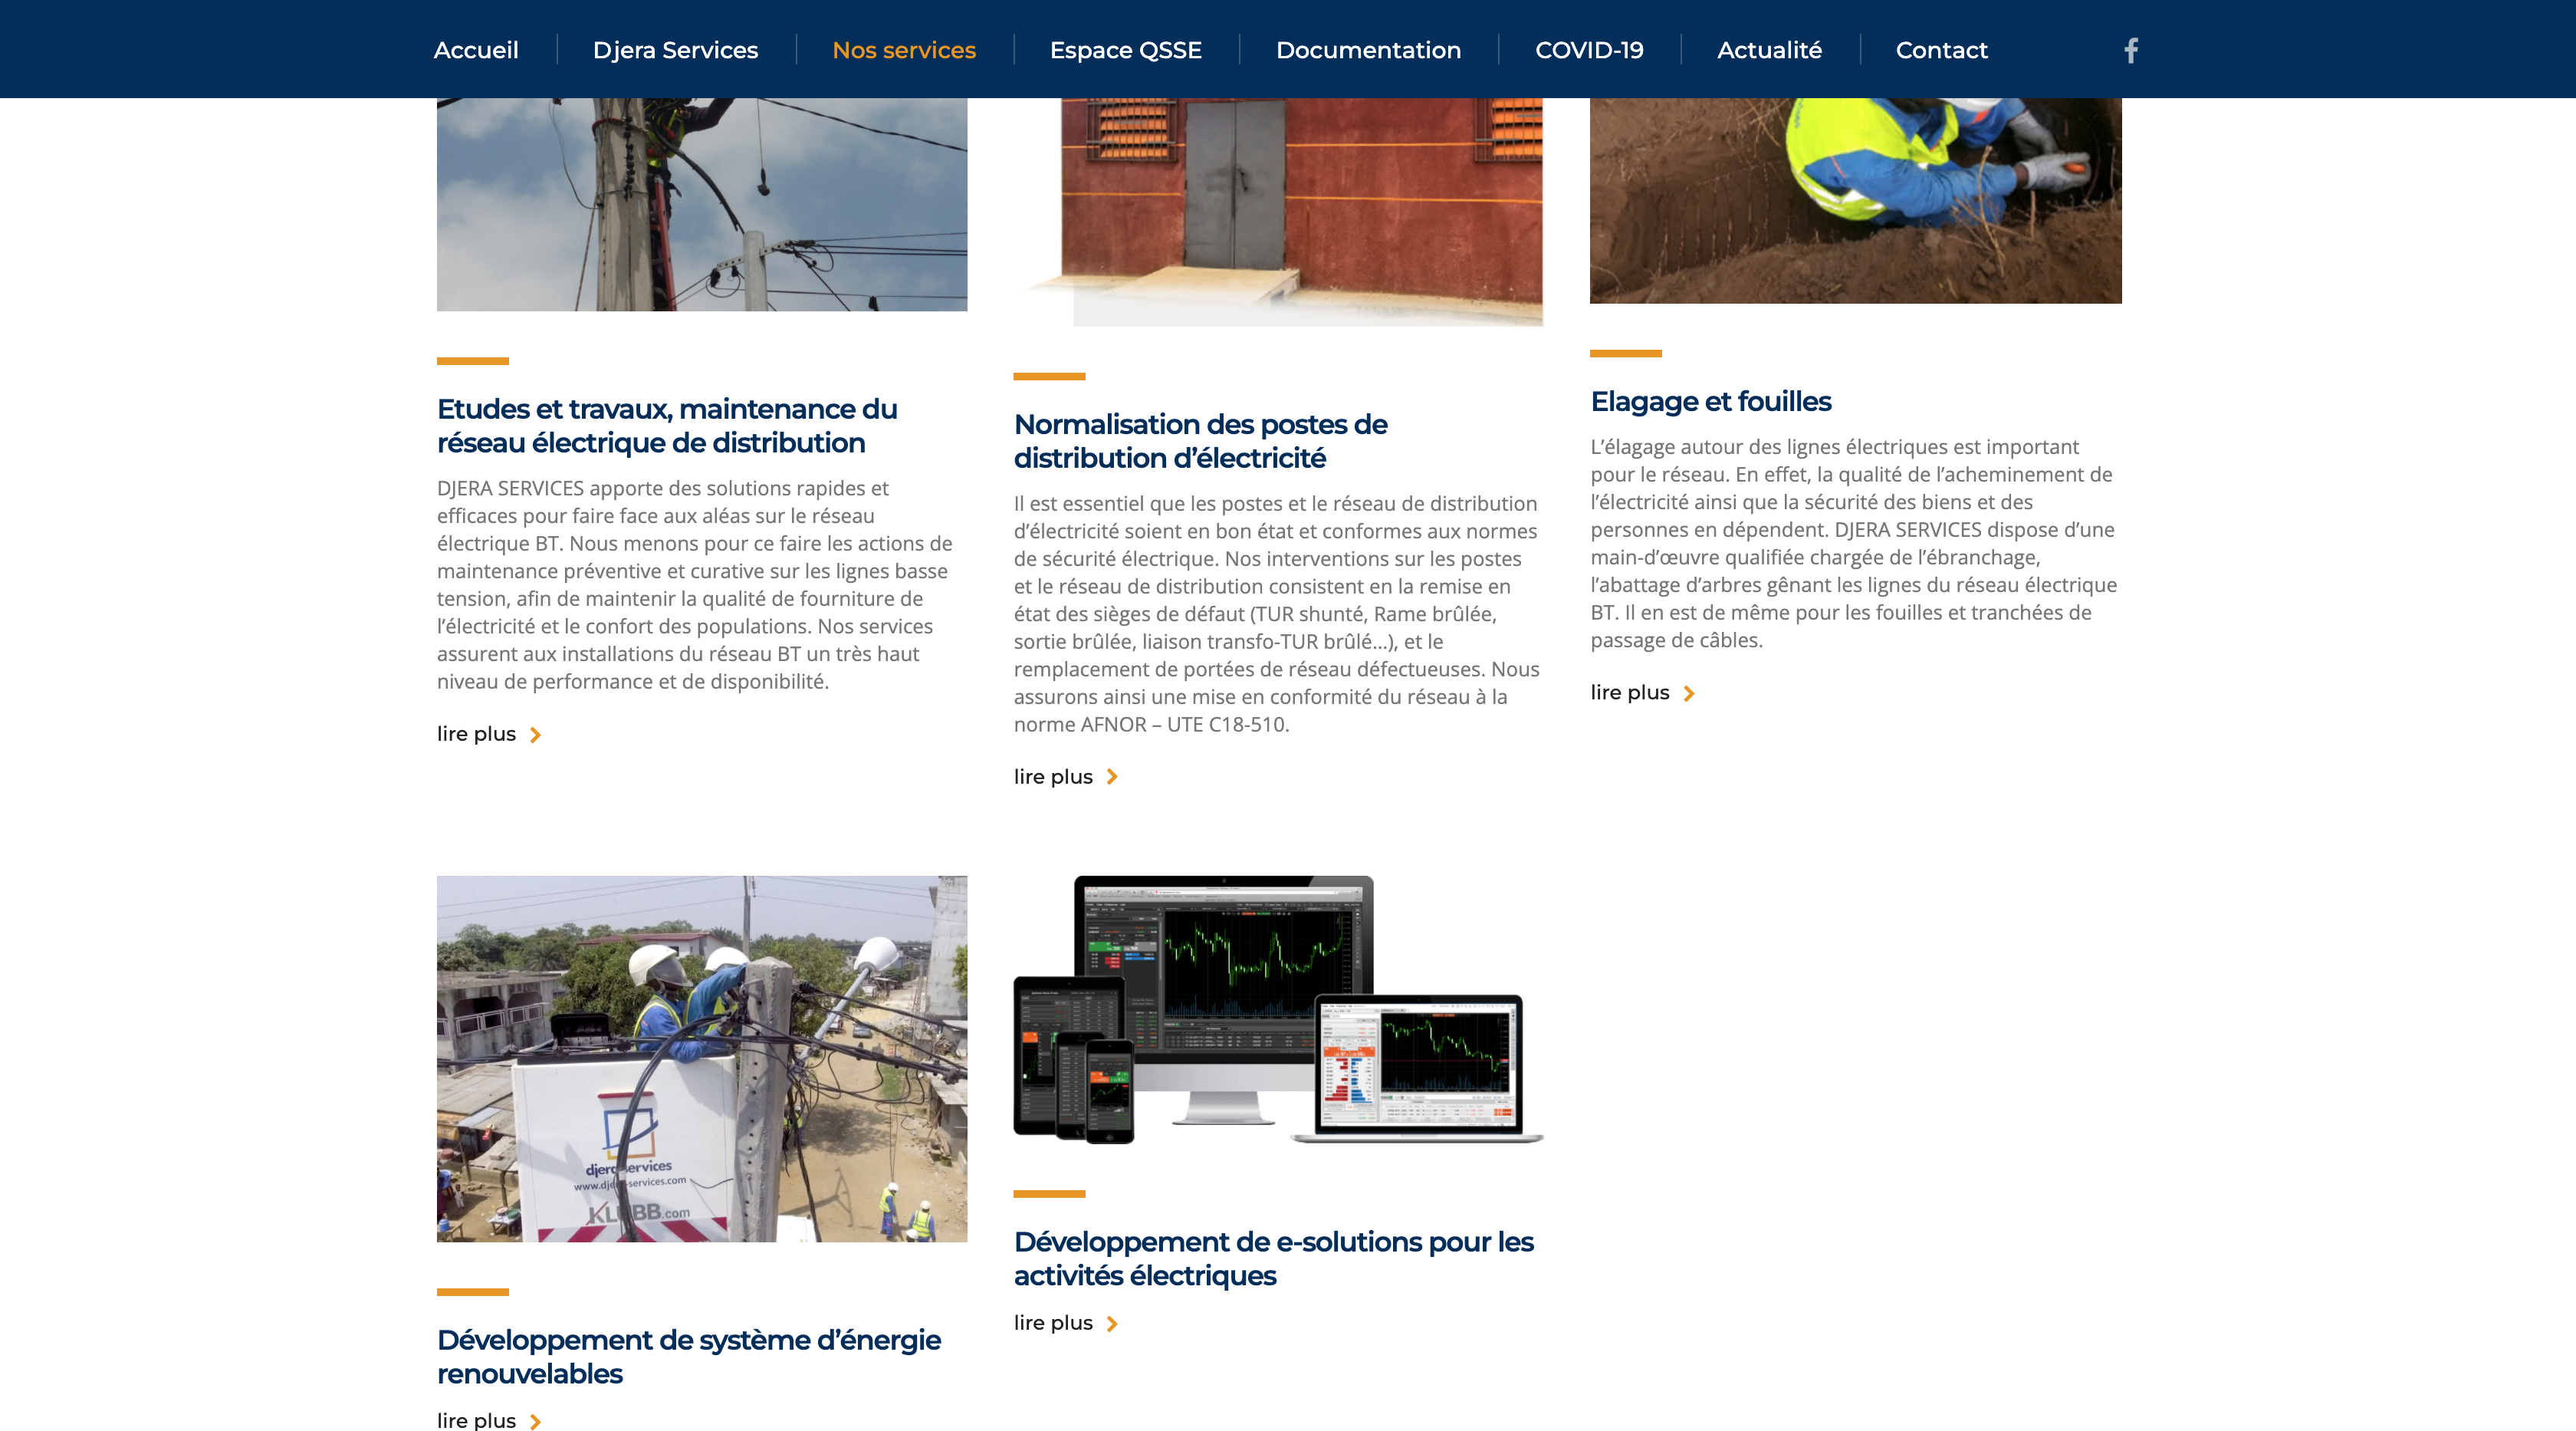 Accueil
Djera Services
Nos services
Espace QSSE
Documentation
COVID-19
Actualité
Contact
Etudes et travaux, maintenance du
réseau électrique de distribution
DJERA SERVICES apporte des solutions rapides et
efficaces pour faire face aux aléas sur le réseau
électrique BT. Nous menons pour ce faire les actions de
maintenance préventive et curative sur les lignes basse
tension, afin de maintenir la qualité de fourniture de
l’électricité et le confort des populations. Nos services
assurent aux installations du réseau BT un très haut
niveau de performance et de disponibilité.
lire plus
Normalisation des postes de
distribution d’électricité
Il est essentiel que les postes et le réseau de distribution
d’électricité soient en bon état et conformes aux normes
de sécurité électrique. Nos interventions sur les postes
et le réseau de distribution consistent en la remise en
état des sièges de défaut (TUR shunté, Rame brûlée,
sortie brûlée, liaison transfo-TUR brûlé…), et le
remplacement de portées de réseau défectueuses. Nous
assurons ainsi une mise en conformité du réseau à la
norme AFNOR – UTE C18-510.
lire plus
Elagage et fouilles
L’élagage autour des lignes électriques est important
pour le réseau. En effet, la qualité de l’acheminement de
l’électricité ainsi que la sécurité des biens et des
personnes en dépendent. DJERA SERVICES dispose d’une
main-d’œuvre qualifiée chargée de l’ébranchage,
l’abattage d’arbres gênant les lignes du réseau électrique
BT. Il en est de même pour les fouilles et tranchées de
passage de câbles.
lire plus
djera services
www.djera-services.com
KLUBB.com
Développement de système d’énergie
renouvelables
lire plus
Développement de e-solutions pour les
activités électriques
lire plus